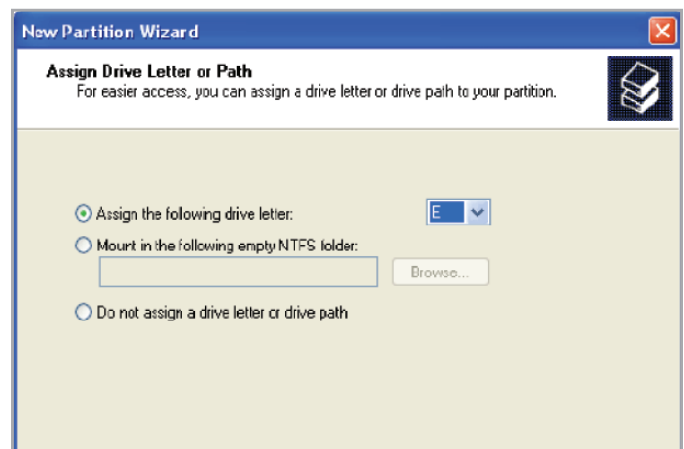 New Partition Wizard
Assign Drive Letter or Path
For easier access, you can assign a drive letter or drive path to your partition.
Assign the following drive letter:
E
Mount in the following empty NTFS folder:
Browse...
Do not assign a drive letter or drive path